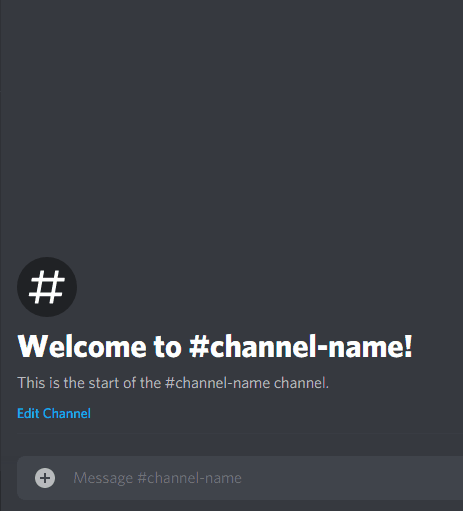 #
Welcome to #channel-name!
This is the start of the #channel-name channel.
Edit Channel
Message #channel-name